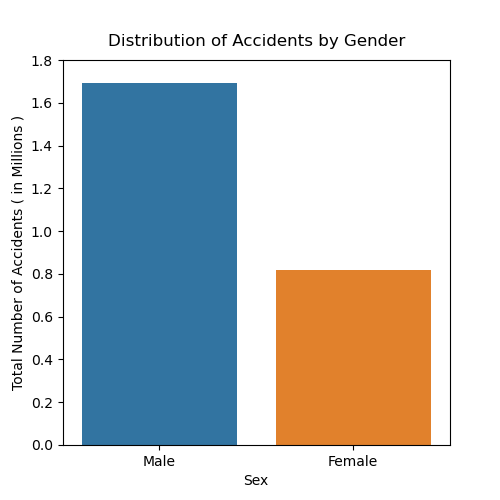 Distribution of Accidents by Gender
Total Number of Accidents ( in Millions )
1.8
1.6
1.4
1.2
1.0
0.8
0.6
0.4
0.2
0.0
Male Female
Sex